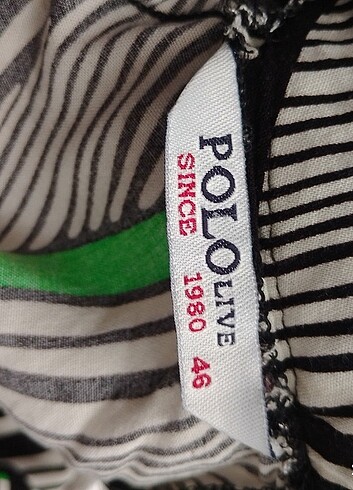 POLO LIVE
SINCE 1980 46